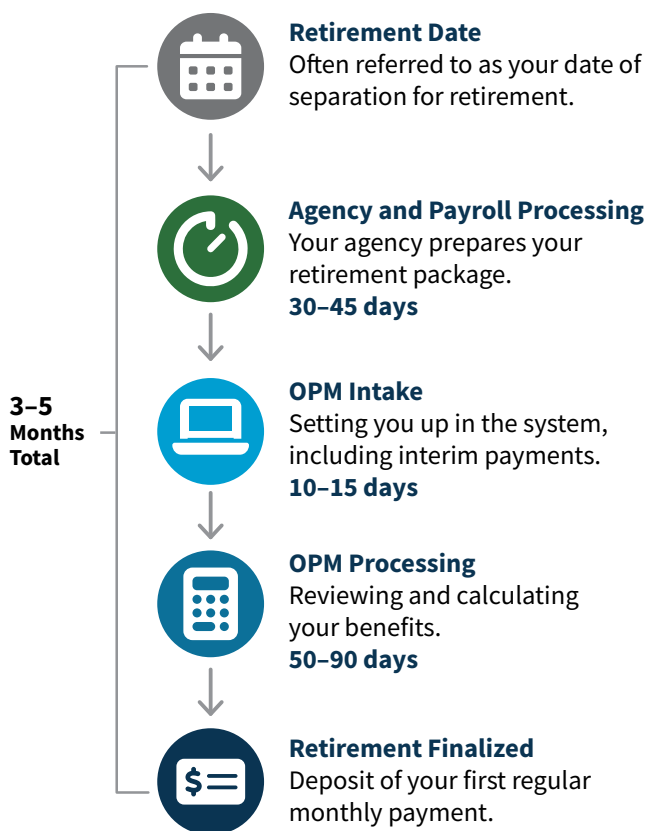 Retirement Date
Often referred to as your date of
separation for retirement.
Agency and Payroll Processing
Your agency prepares your
retirement package.
30–45 days
OPM Intake
Setting you up in the system,
including interim payments.
10–15 days
3–5
Months
Total
OPM Processing
Reviewing and calculating
your benefits.
50–90 days
$
Retirement Finalized
Deposit of your first regular
monthly payment.